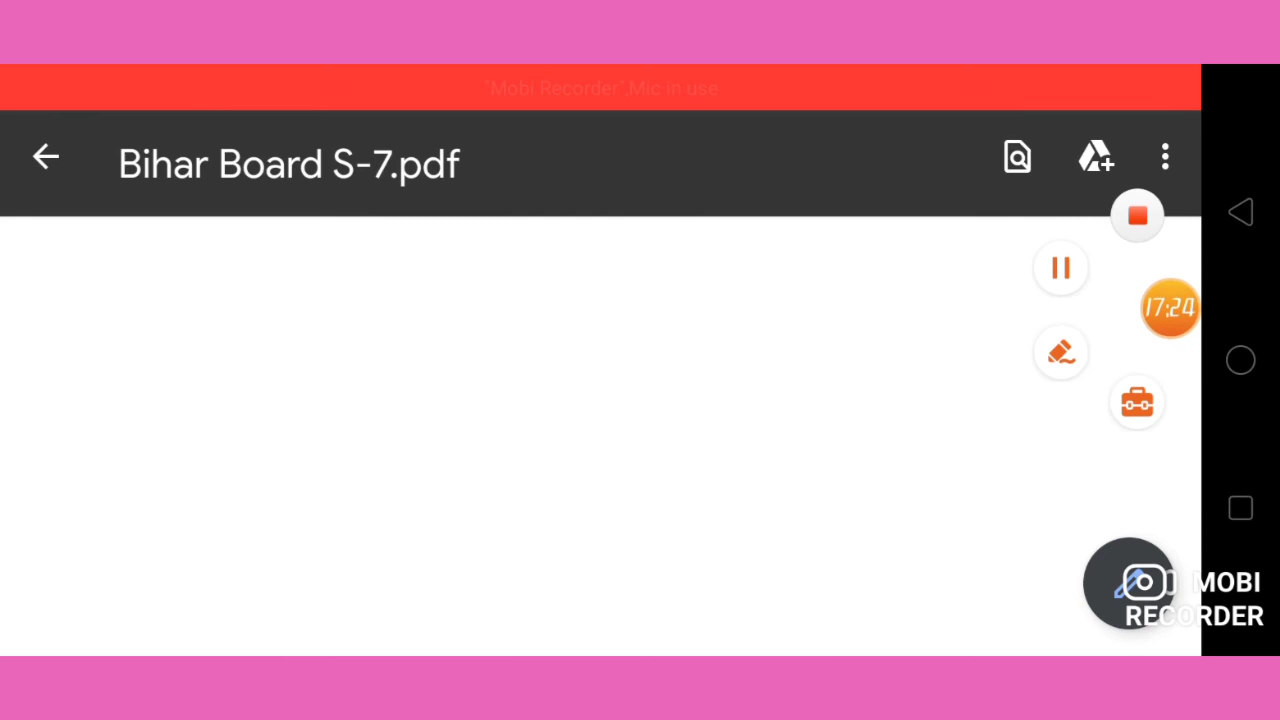 "Mobi Recorder",Mic in use
Bihar Board S-7.pdf
17:24
MOBI
RECORDER